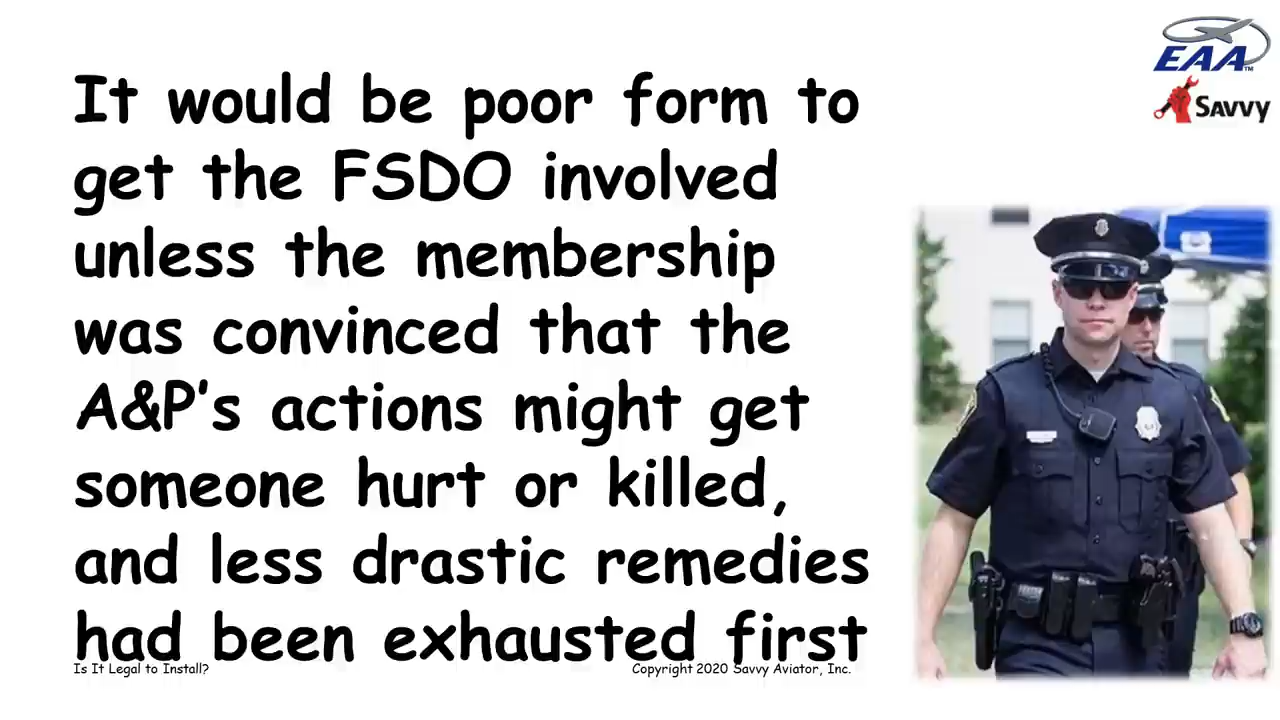 EAA
SAVVY
It would be poor form to
get the FSDO involved
unless the membership
was convinced that the
A&P's actions might get
someone hurt or killed,
and less drastic remedies
had been exhausted first
Is It Legal to Install?
Copyright 2020 Savvy Aviator, Inc.